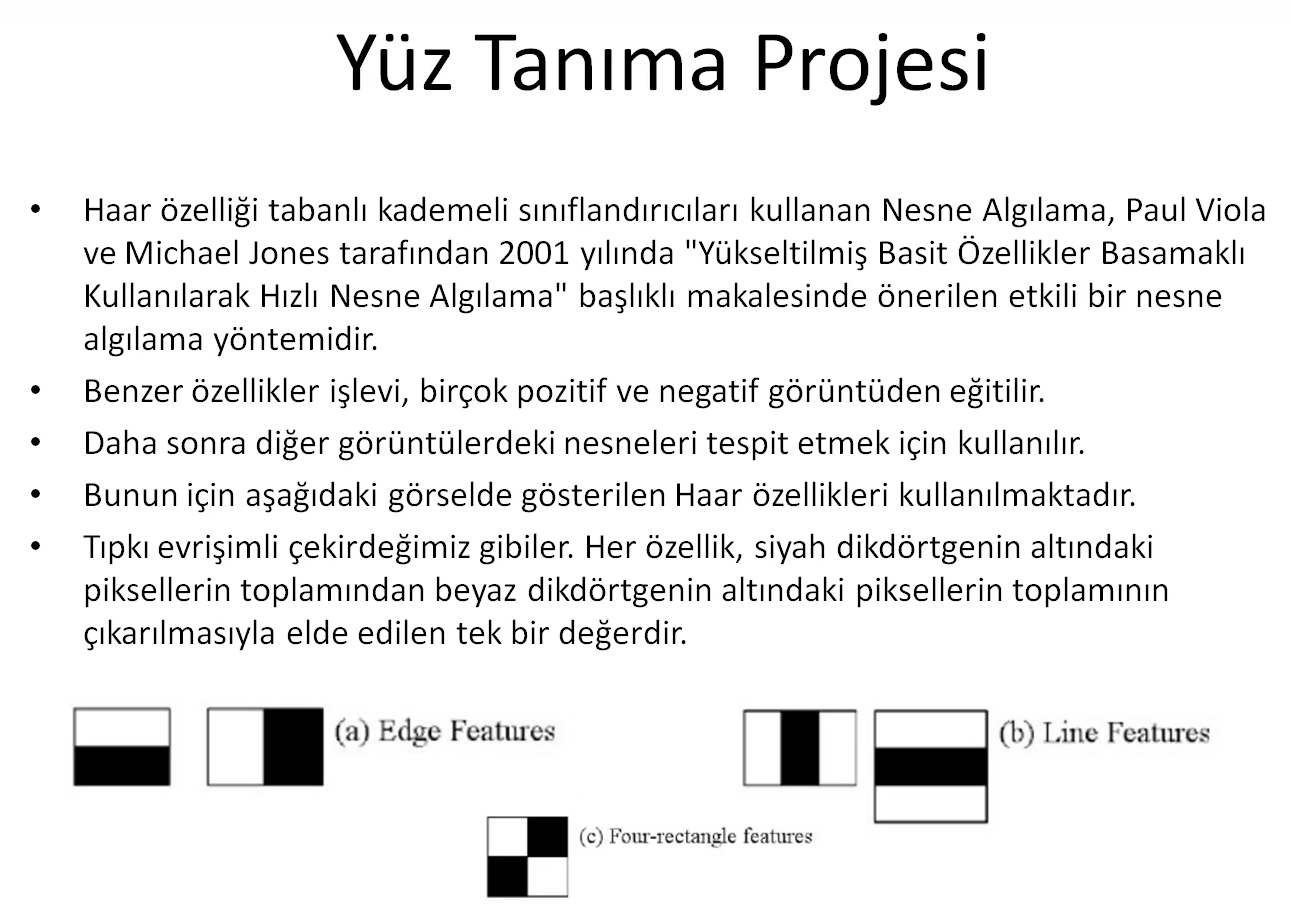 Yüz Tanıma Projesi
• Haar özelliği tabanlı kademeli sınıflandırıcıları kullanan Nesne Algılama, Paul Viola
ve Michael Jones tarafından 2001 yılında "Yükseltilmiş Basit Özellikler Basamaklı
Kullanılarak Hızlı Nesne Algılama" başlıklı makalesinde önerilen etkili bir nesne
algılama yöntemidir.
• Benzer özellikler işlevi, birçok pozitif ve negatif görüntüden eğitilir.
• Daha sonra diğer görüntülerdeki nesneleri tespit etmek için kullanılır.
• Bunun için aşağıdaki görselde gösterilen Haar özellikleri kullanılmaktadır.
• Tıpkı evrişimli çekirdeğimiz gibiler. Her özellik, siyah dikdörtgenin altındaki
piksellerin toplamından beyaz dikdörtgenin altındaki piksellerin toplamının
çıkarılmasıyla elde edilen tek bir değerdir.
(a) Edge Features
(b) Line Features
(c) Four-rectangle features